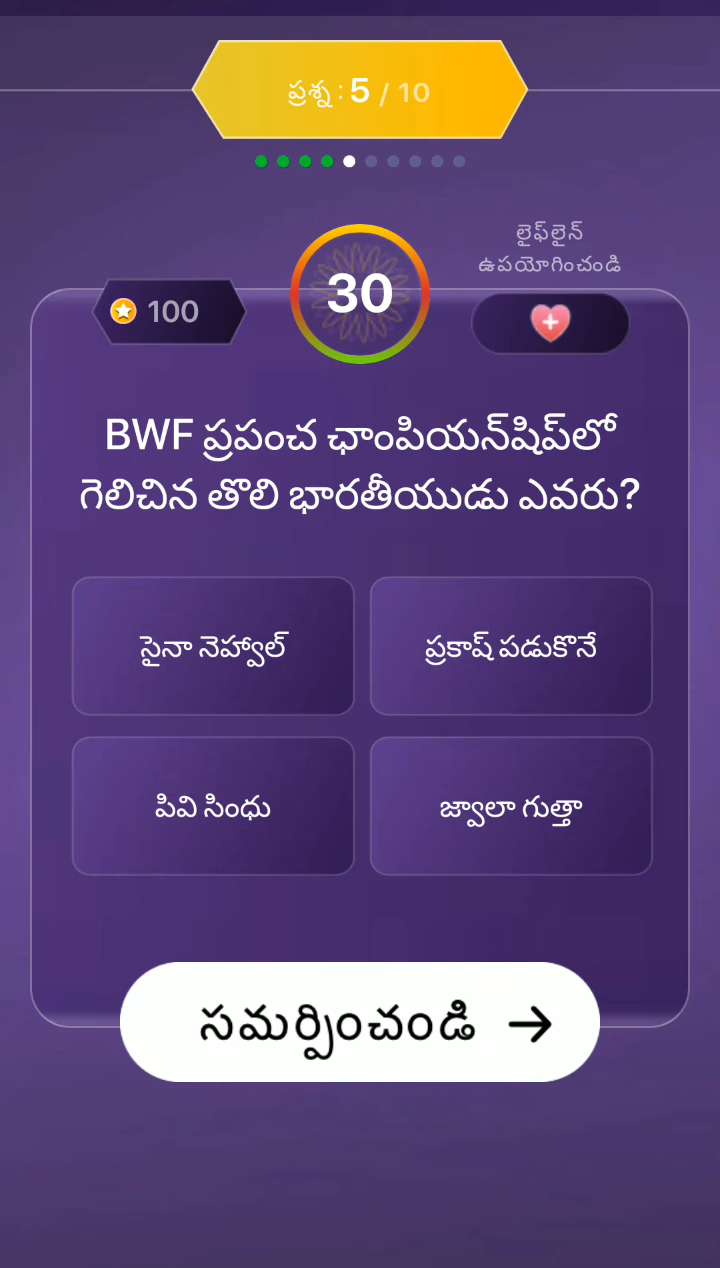 ప్రశ్న : 5 / 10
లైఫ్‌లైన్
ఉపయోగించండి
100
30
BWF ప్రపంచ ఛాంపియన్‌షిప్‌లో
గెలిచిన తొలి భారతీయుడు ఎవరు?
సైనా నెహ్వాల్
ప్రకాష్ పడుకొనే
పివి సింధు
జ్వాలా గుత్తా
సమర్పించండి →